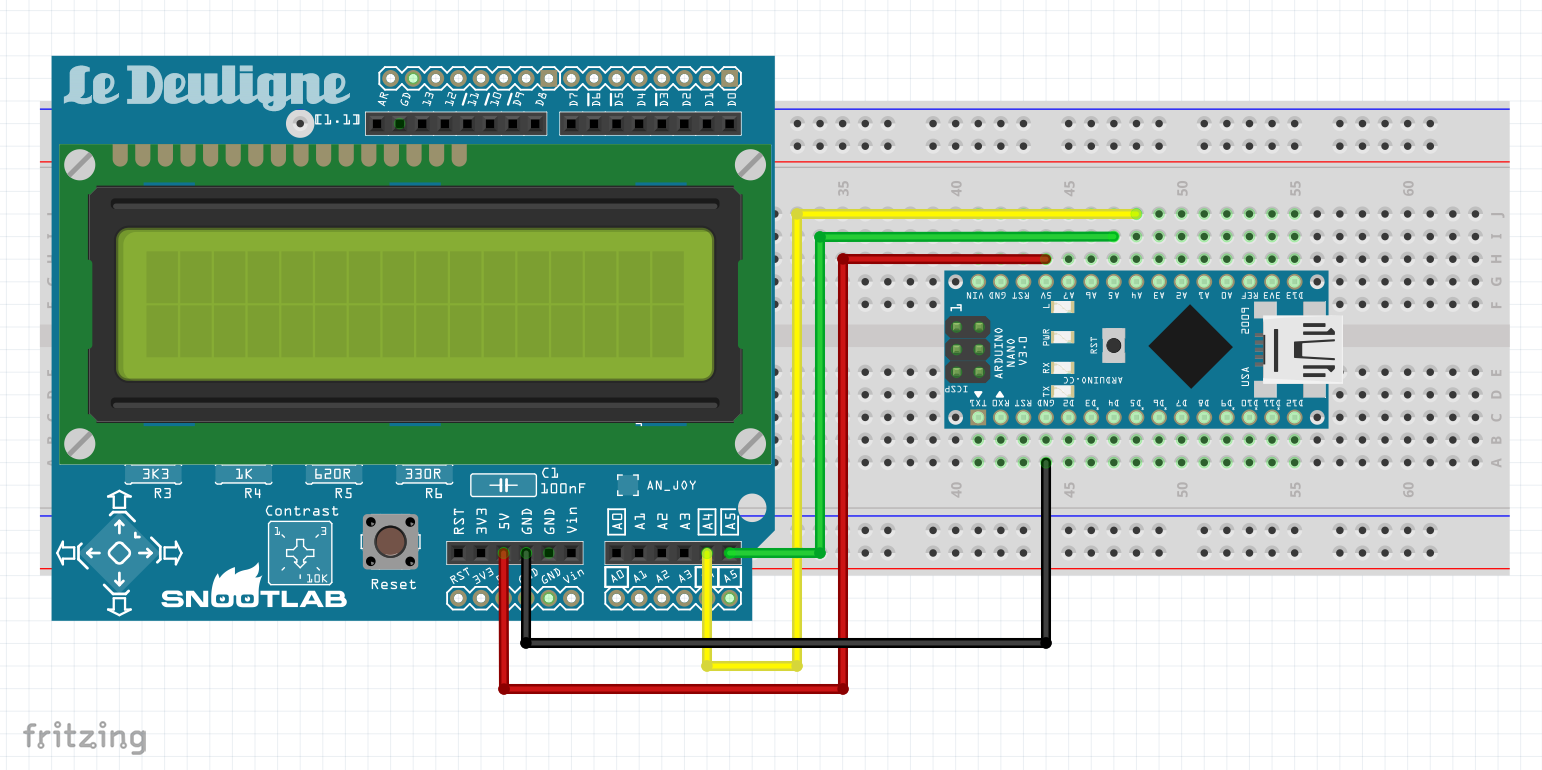 Le Deuligne
AR GD 13 12 11 10 D9 D8 D7 D6 D5 D4 D3 D2 D1 D0
[1.1]
35 40 45 50 55 60
J
I
H
G
F
VIN GND RST 5V A7 A6 A5 A4 A3 A2 A1 A0 REF 3V3 D13
1
L
PWR
RX
TX
ARDUINO
NANO
V3.0
RST
2009
USA
ARDUINO.CC
ICSP
TX1 RX0 RST GND D2 D3 D4 D5 D6 D7 D8 D9 D10 D11 D12
E
D
C
B
A
40 45 50 55 60
3K3 1K 620R 330R
R3 R4 R5 R6
C1
100nF
AN_JOY
Contrast
1 3
10K
Reset
RST 3V3 5V GND GND Vin A0 A1 A2 A3 A4 A5
RST 3V3 GND Vin A0 A1 A2 A3 A5
SNOOTLAB
fritzing